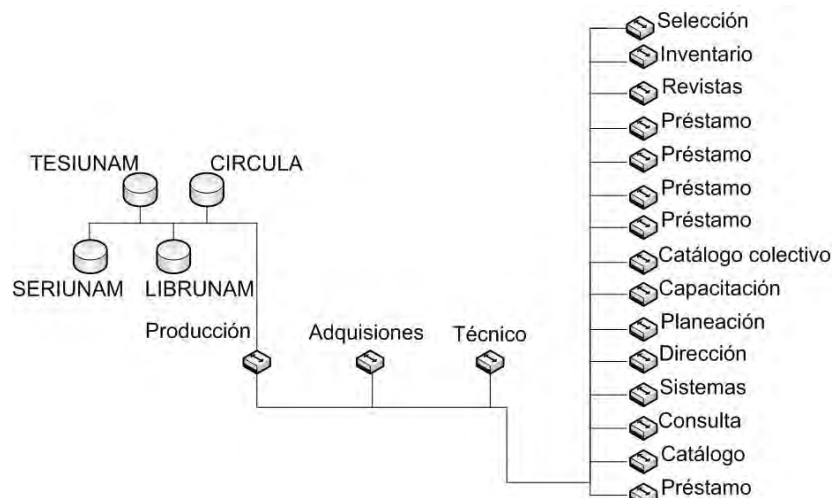 TESIUNAM
CIRCULA
SERIUNAM
LIBRUNAM
Producción
Adquisiones
Técnico
Selección
Inventario
Revistas
Préstamo
Préstamo
Préstamo
Préstamo
Catálogo colectivo
Capacitación
Planeación
Dirección
Sistemas
Consulta
Catálogo
Préstamo